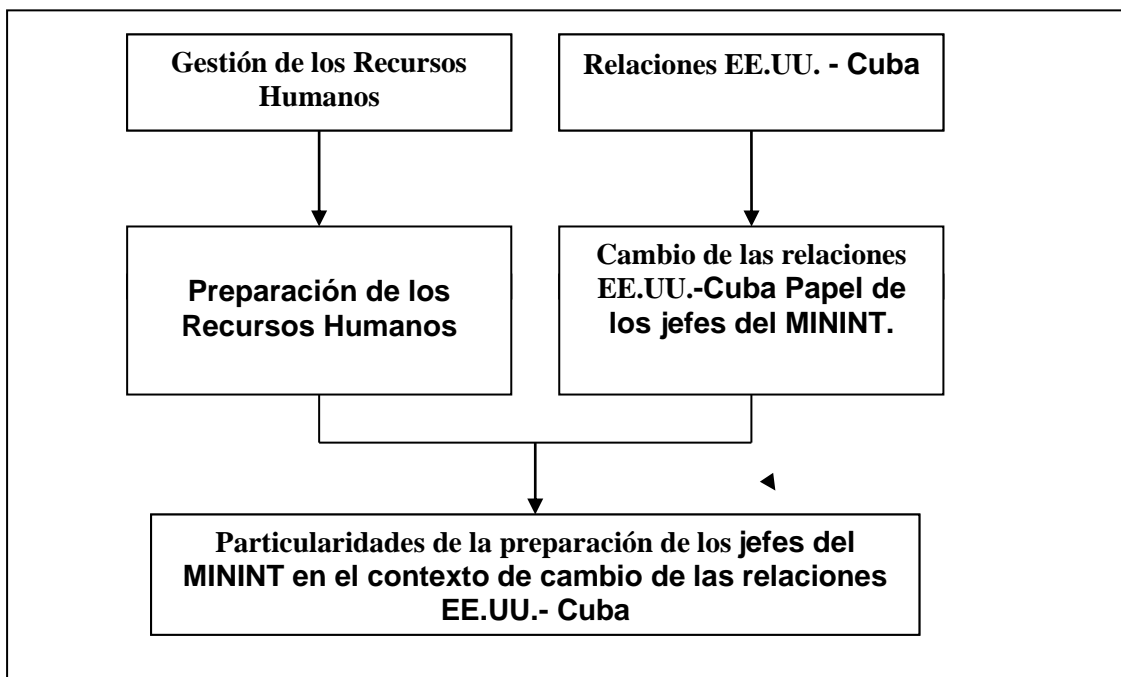 Gestión de los Recursos
Humanos
Relaciones EE.UU. - Cuba
Preparación de los
Recursos Humanos
Cambio de las relaciones
EE.UU.-Cuba Papel de
los jefes del MININT.
Particularidades de la preparación de los jefes del
MININT en el contexto de cambio de las relaciones
EE.UU.- Cuba